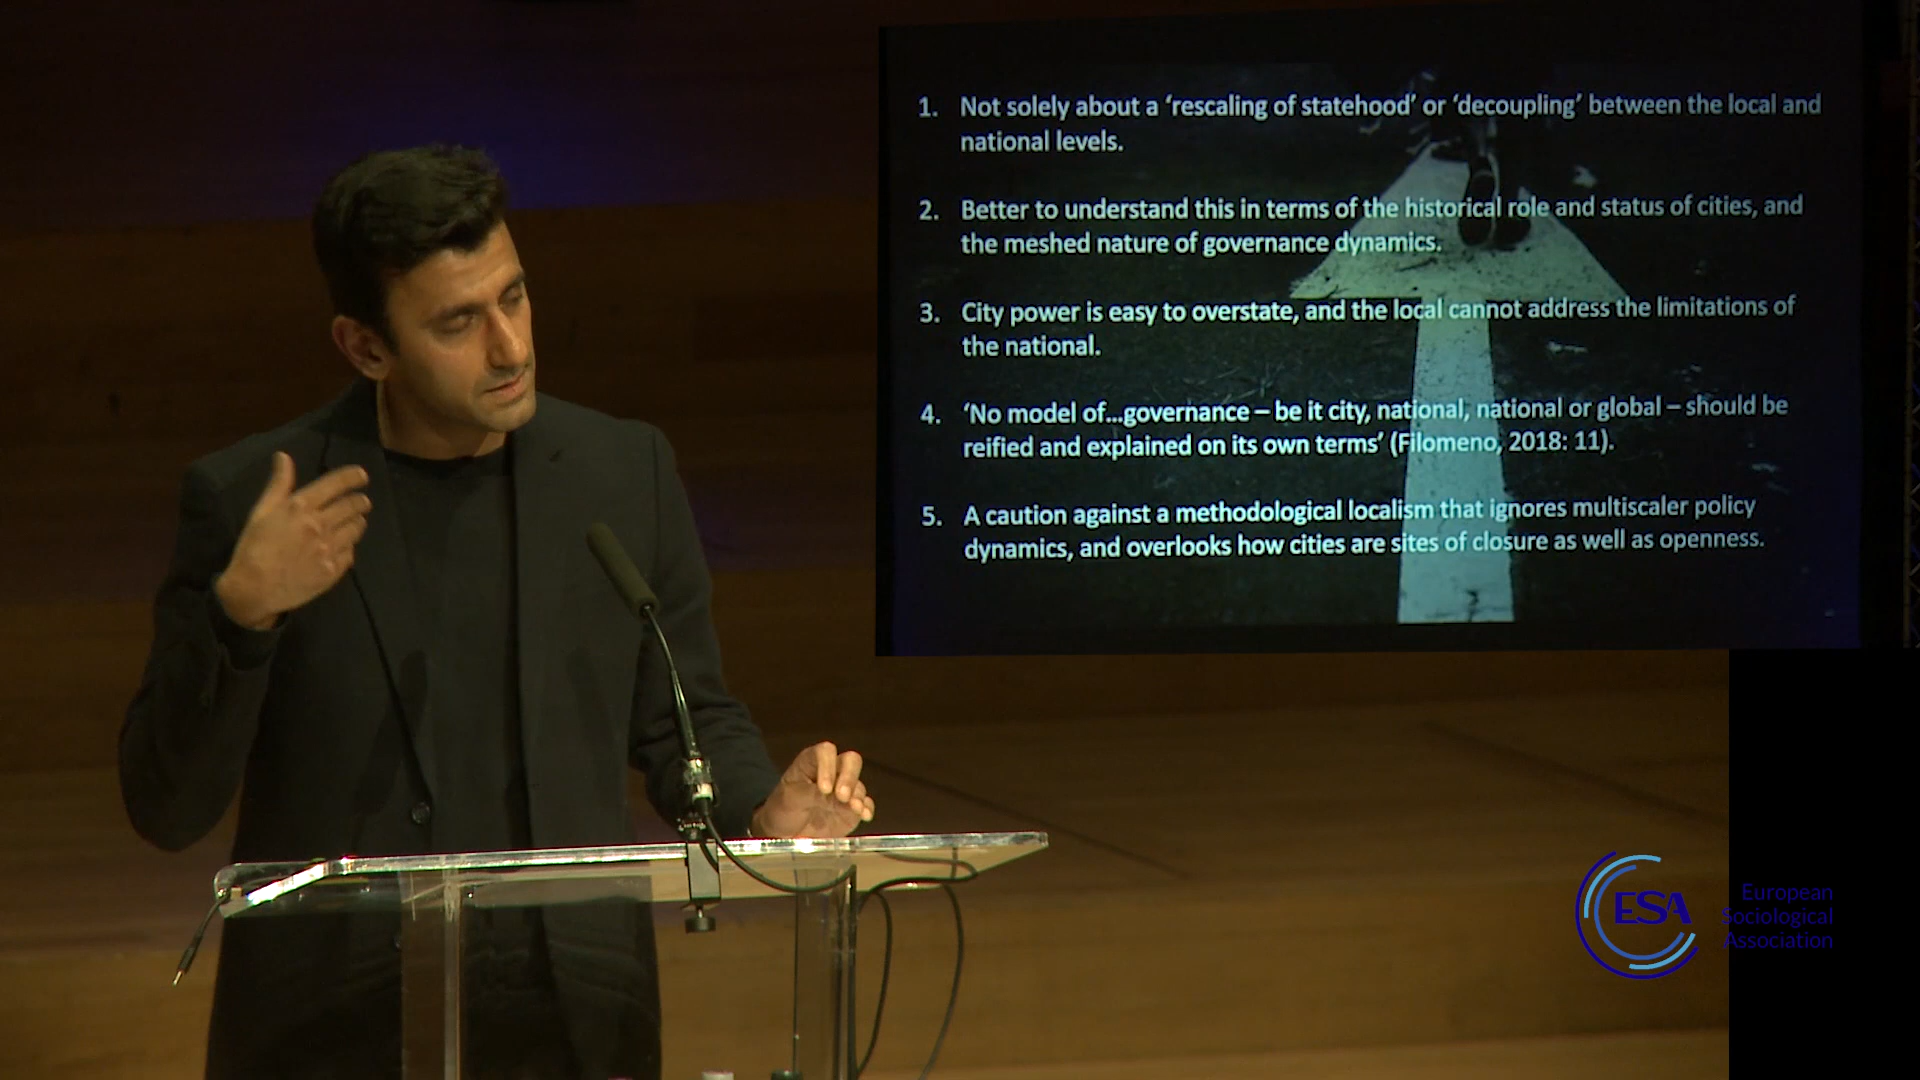 1. Not solely about a ‘rescaling of statehood’ or ‘decoupling’ between the local and
national levels.
2. Better to understand this in terms of the historical role and status of cities, and
the meshed nature of governance dynamics.
3. City power is easy to overstate, and the local cannot address the limitations of
the national.
4. ‘No model of...governance – be it city, national, national or global – should be
reified and explained on its own terms’ (Filomeno, 2018: 11).
5. A caution against a methodological localism that ignores multiscaler policy
dynamics, and overlooks how cities are sites of closure as well as openness.
ESA
European
Sociological
Association